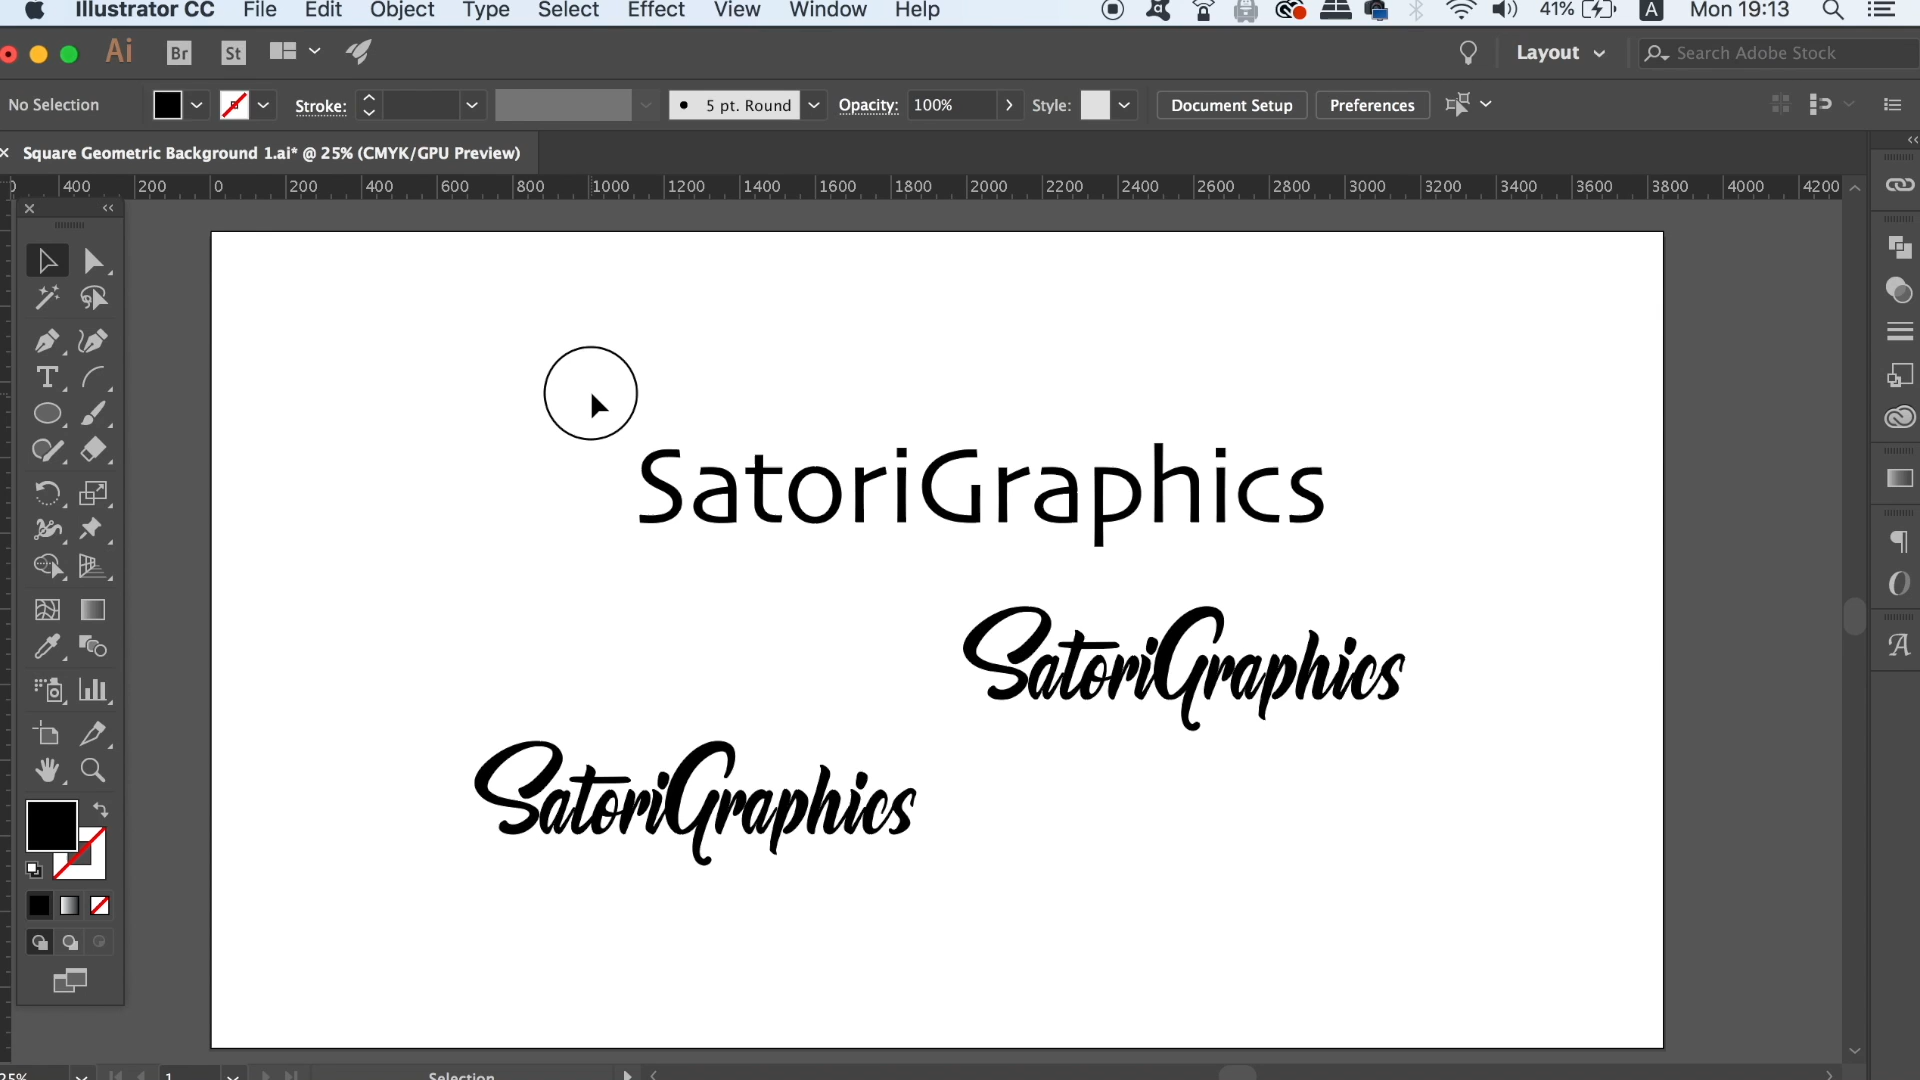 Illustrator CC File Edit Object Type Select Effect View Window Help 41% A Mon 19:13
Ai Br St Layout Search Adobe Stock
No Selection Stroke: 5 pt. Round Opacity: 100% Style: Document Setup Preferences
Square Geometric Background 1.ai* @ 25% (CMYK/GPU Preview)
400 200 0 200 400 600 800 1000 1200 1400 1600 1800 2000 2200 2400 2600 2800 3000 3200 3400 3600 3800 4000 4200
SatoriGraphics
SatoriGraphics
SatoriGraphics
25% 1 Selection